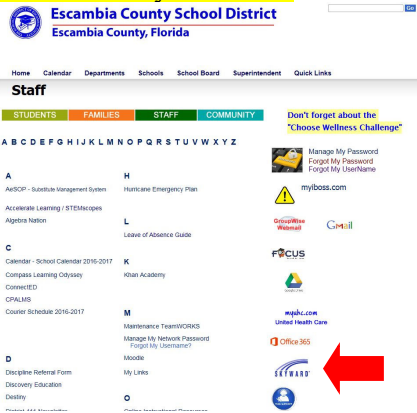 Escambia County School District
Escambia County, Florida
Go
Home Calendar Departments Schools School Board Superintendent Quick Links
Staff
STUDENTS FAMILIES STAFF COMMUNITY
Don't forget about the
"Choose Wellness Challenge"
A B C D E F G H I J K L M N O P Q R S T U V W X Y Z
Manage My Password
Forgot My Password
Forgot My UserName
A
AeSOP - Substitute Management System
Accelerate Learning / STEMscopes
Algebra Nation
H
Hurricane Emergency Plan
L
Leave of Absence Guide
myiboss.com
GroupWise
Webmail
GMail
FOCUS
C
Calendar - School Calendar 2016-2017
Compass Learning Odyssey
ConnectED
CPALMS
Courier Schedule 2016-2017
K
Khan Academy
M
Maintenance TeamWORKS
Manage My Network Password
Forgot My Username?
Moodle
My Links
myuhc.com
United Health Care
Office 365
SKYWARD
D
Discipline Referral Form
Discovery Education
Destiny
O